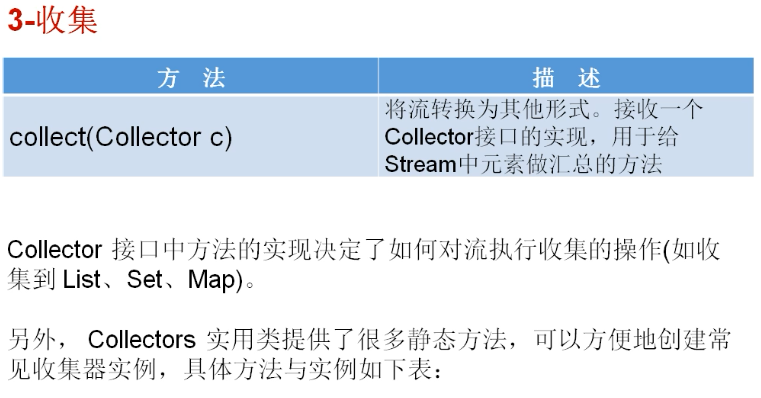 3-收集
方 法 描 述
collect(Collector c) 将流转换为其他形式。接收一个
Collector接口的实现，用于给
Stream中元素做汇总的方法
Collector 接口中方法的实现决定了如何对流执行收集的操作(如收
集到 List、Set、Map)。
另外， Collectors 实用类提供了很多静态方法，可以方便地创建常
见收集器实例，具体方法与实例如下表：